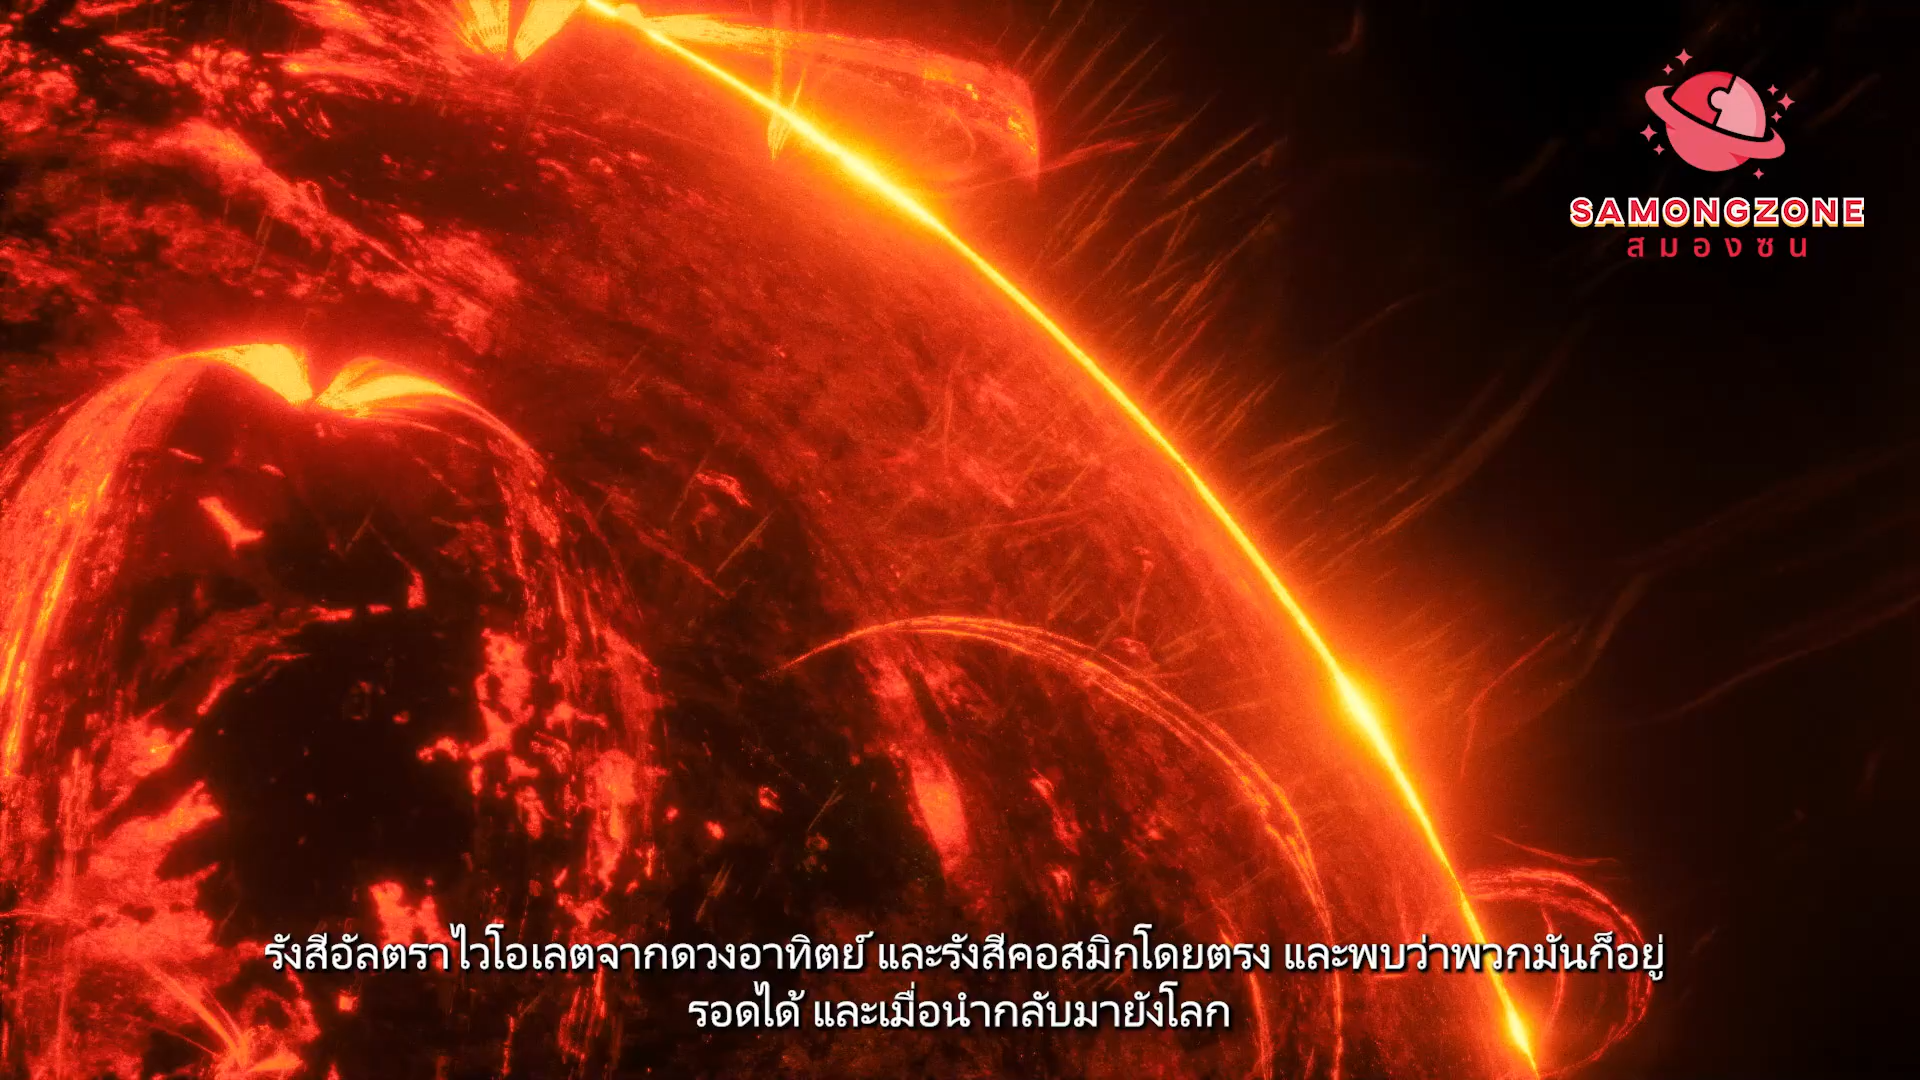 SAMONGZONE
สมองซน
รังสีอัลตราไวโอเลตจากดวงอาทิตย์ และรังสีคอสมิกโดยตรง และพบว่าพวกมันก็อยู่
รอดได้ และเมื่อนำกลับมายังโลก